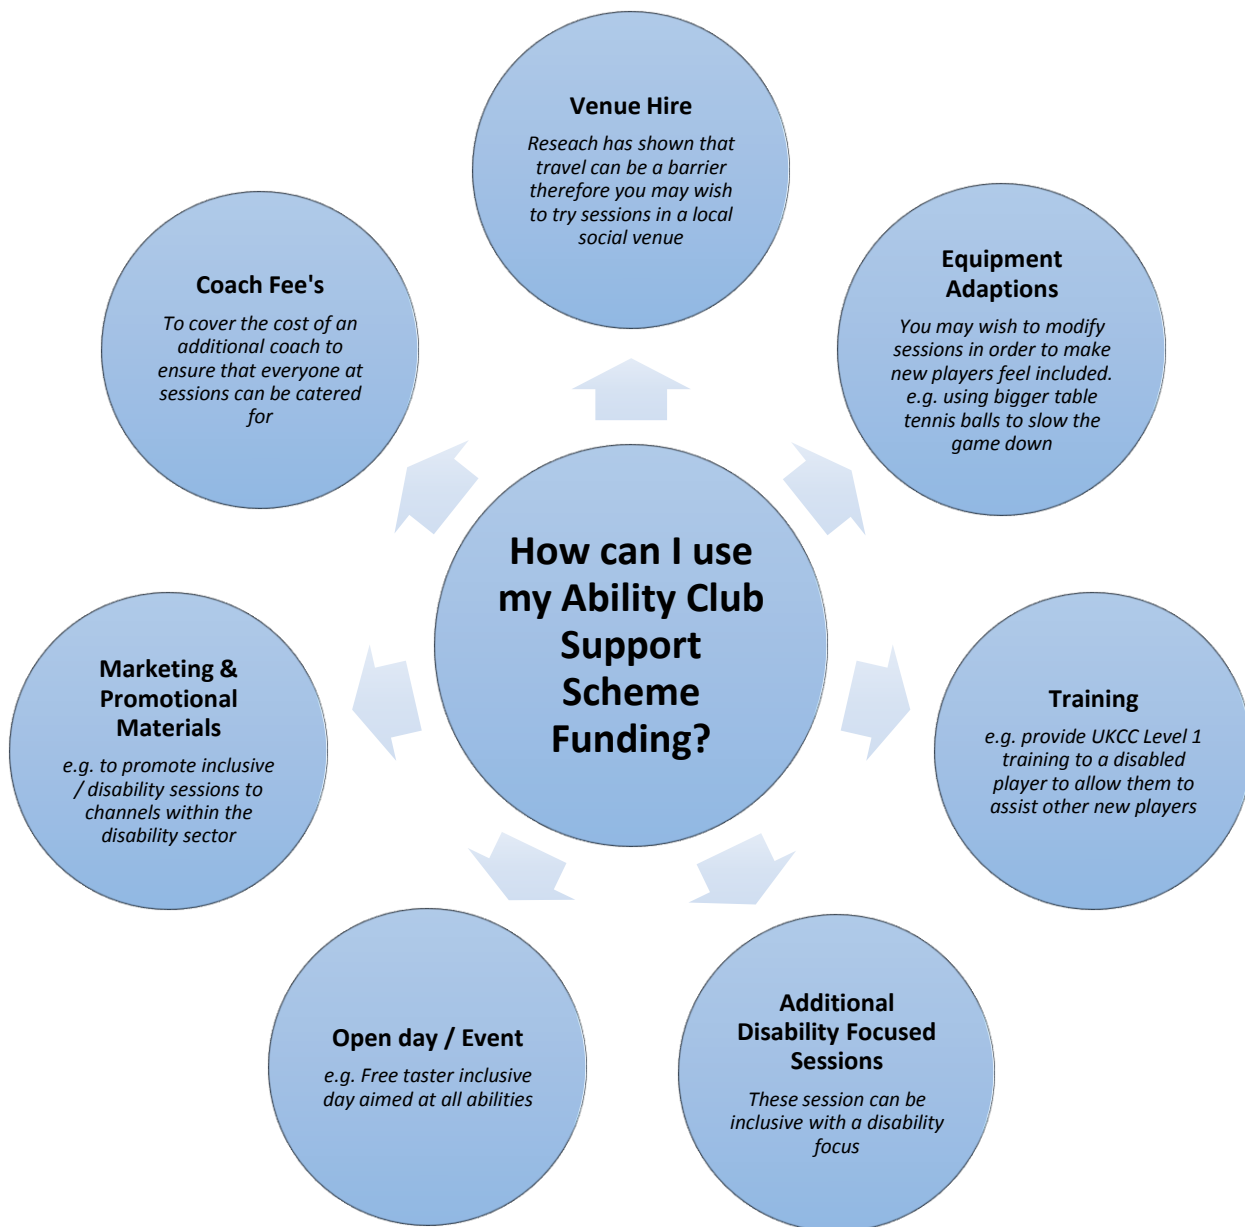 Venue Hire
Reseach has shown that
travel can be a barrier
therefore you may wish
to try sessions in a local
social venue
Equipment
Adaptions
You may wish to modify
sessions in order to make
new players feel included.
e.g. using bigger table
tennis balls to slow the
game down
Coach Fee's
To cover the cost of an
additional coach to
ensure that everyone at
sessions can be catered
for
How can I use
my Ability Club
Support
Scheme
Funding?
Marketing &
Promotional
Materials
e.g. to promote inclusive
/ disability sessions to
channels within the
disability sector
Training
e.g. provide UKCC Level 1
training to a disabled
player to allow them to
assist other new players
Open day / Event
e.g. Free taster inclusive
day aimed at all abilities
Additional
Disability Focused
Sessions
These session can be
inclusive with a disability
focus